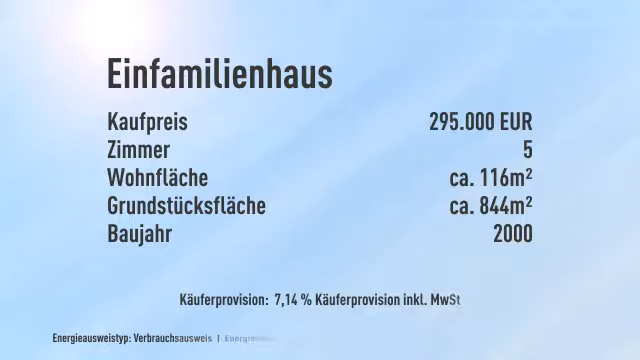 Einfamilienhaus
Kaufpreis 295.000 EUR
Zimmer 5
Wohnfläche ca. 116m²
Grundstücksfläche ca. 844m²
Baujahr 2000
Käuferprovision: 7,14 % Käuferprovision inkl. MwSt
Energieausweistyp: Verbrauchsausweis |